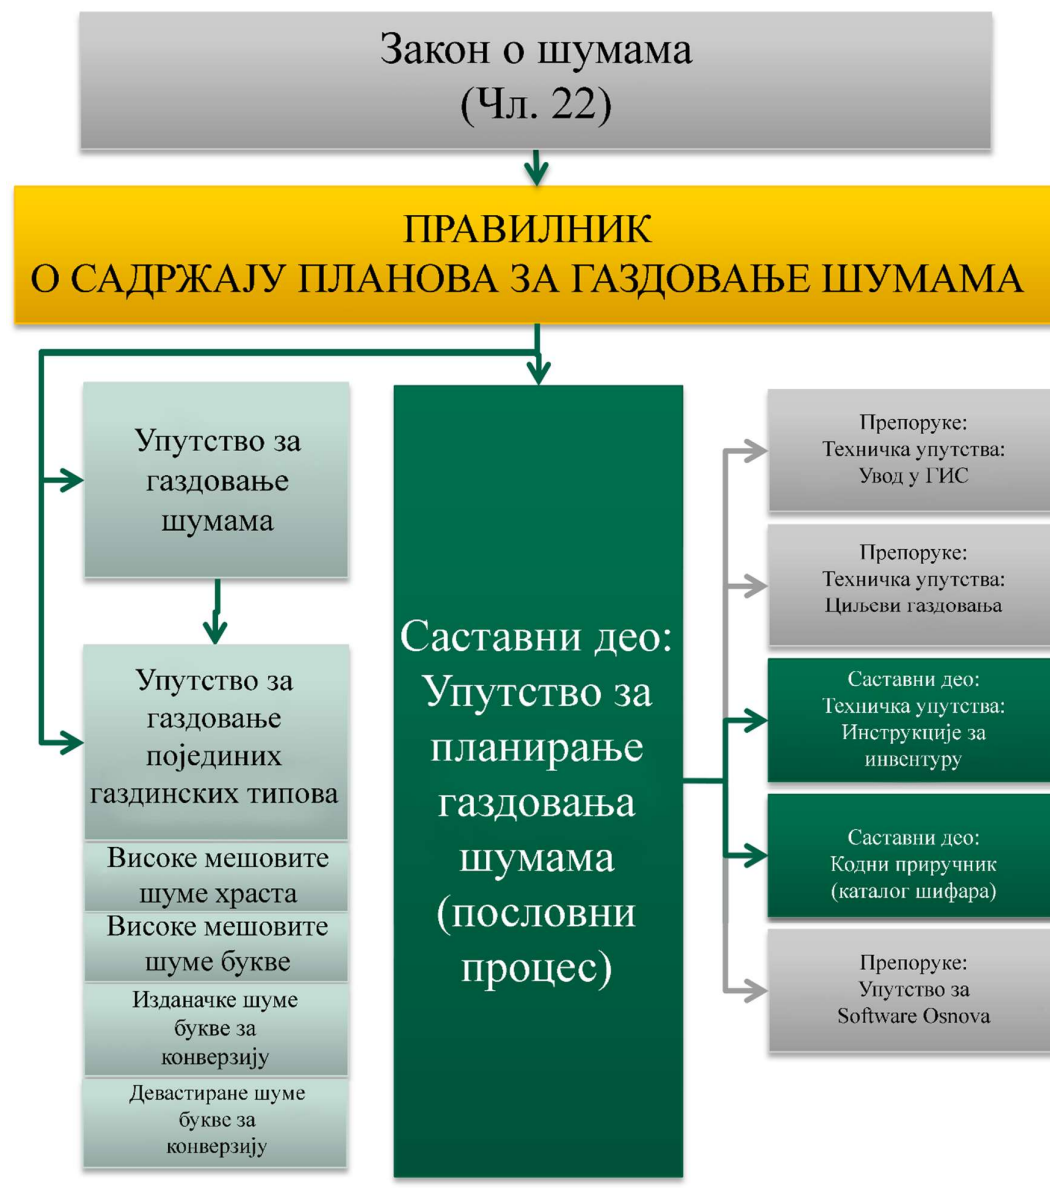 Закон о шумама
(Чл. 22)
ПРАВИЛНИК
О САДРЖАЈУ ПЛАНОВА ЗА ГАЗДОВАЊЕ ШУМАМА
Упутство за
газдовање
шумама
Упутство за
газдовање
појединих
газдинских типова
Високе мешовите
шуме храста
Високе мешовите
шуме букве
Изданачке шуме
букве за
конверзију
Девастиране шуме
букве за
конверзију
Саставни део:
Упутство за
планирање
газдовања
шумама
(пословни
процес)
Препоруке:
Техничка упутства:
Увод у ГИС
Препоруке:
Техничка упутства:
Циљеви газдовања
Саставни део:
Техничка упутства:
Инструкције за
инвентуру
Саставни део:
Кодни приручник
(каталог шифара)
Препоруке:
Упутство за
Software Osnova